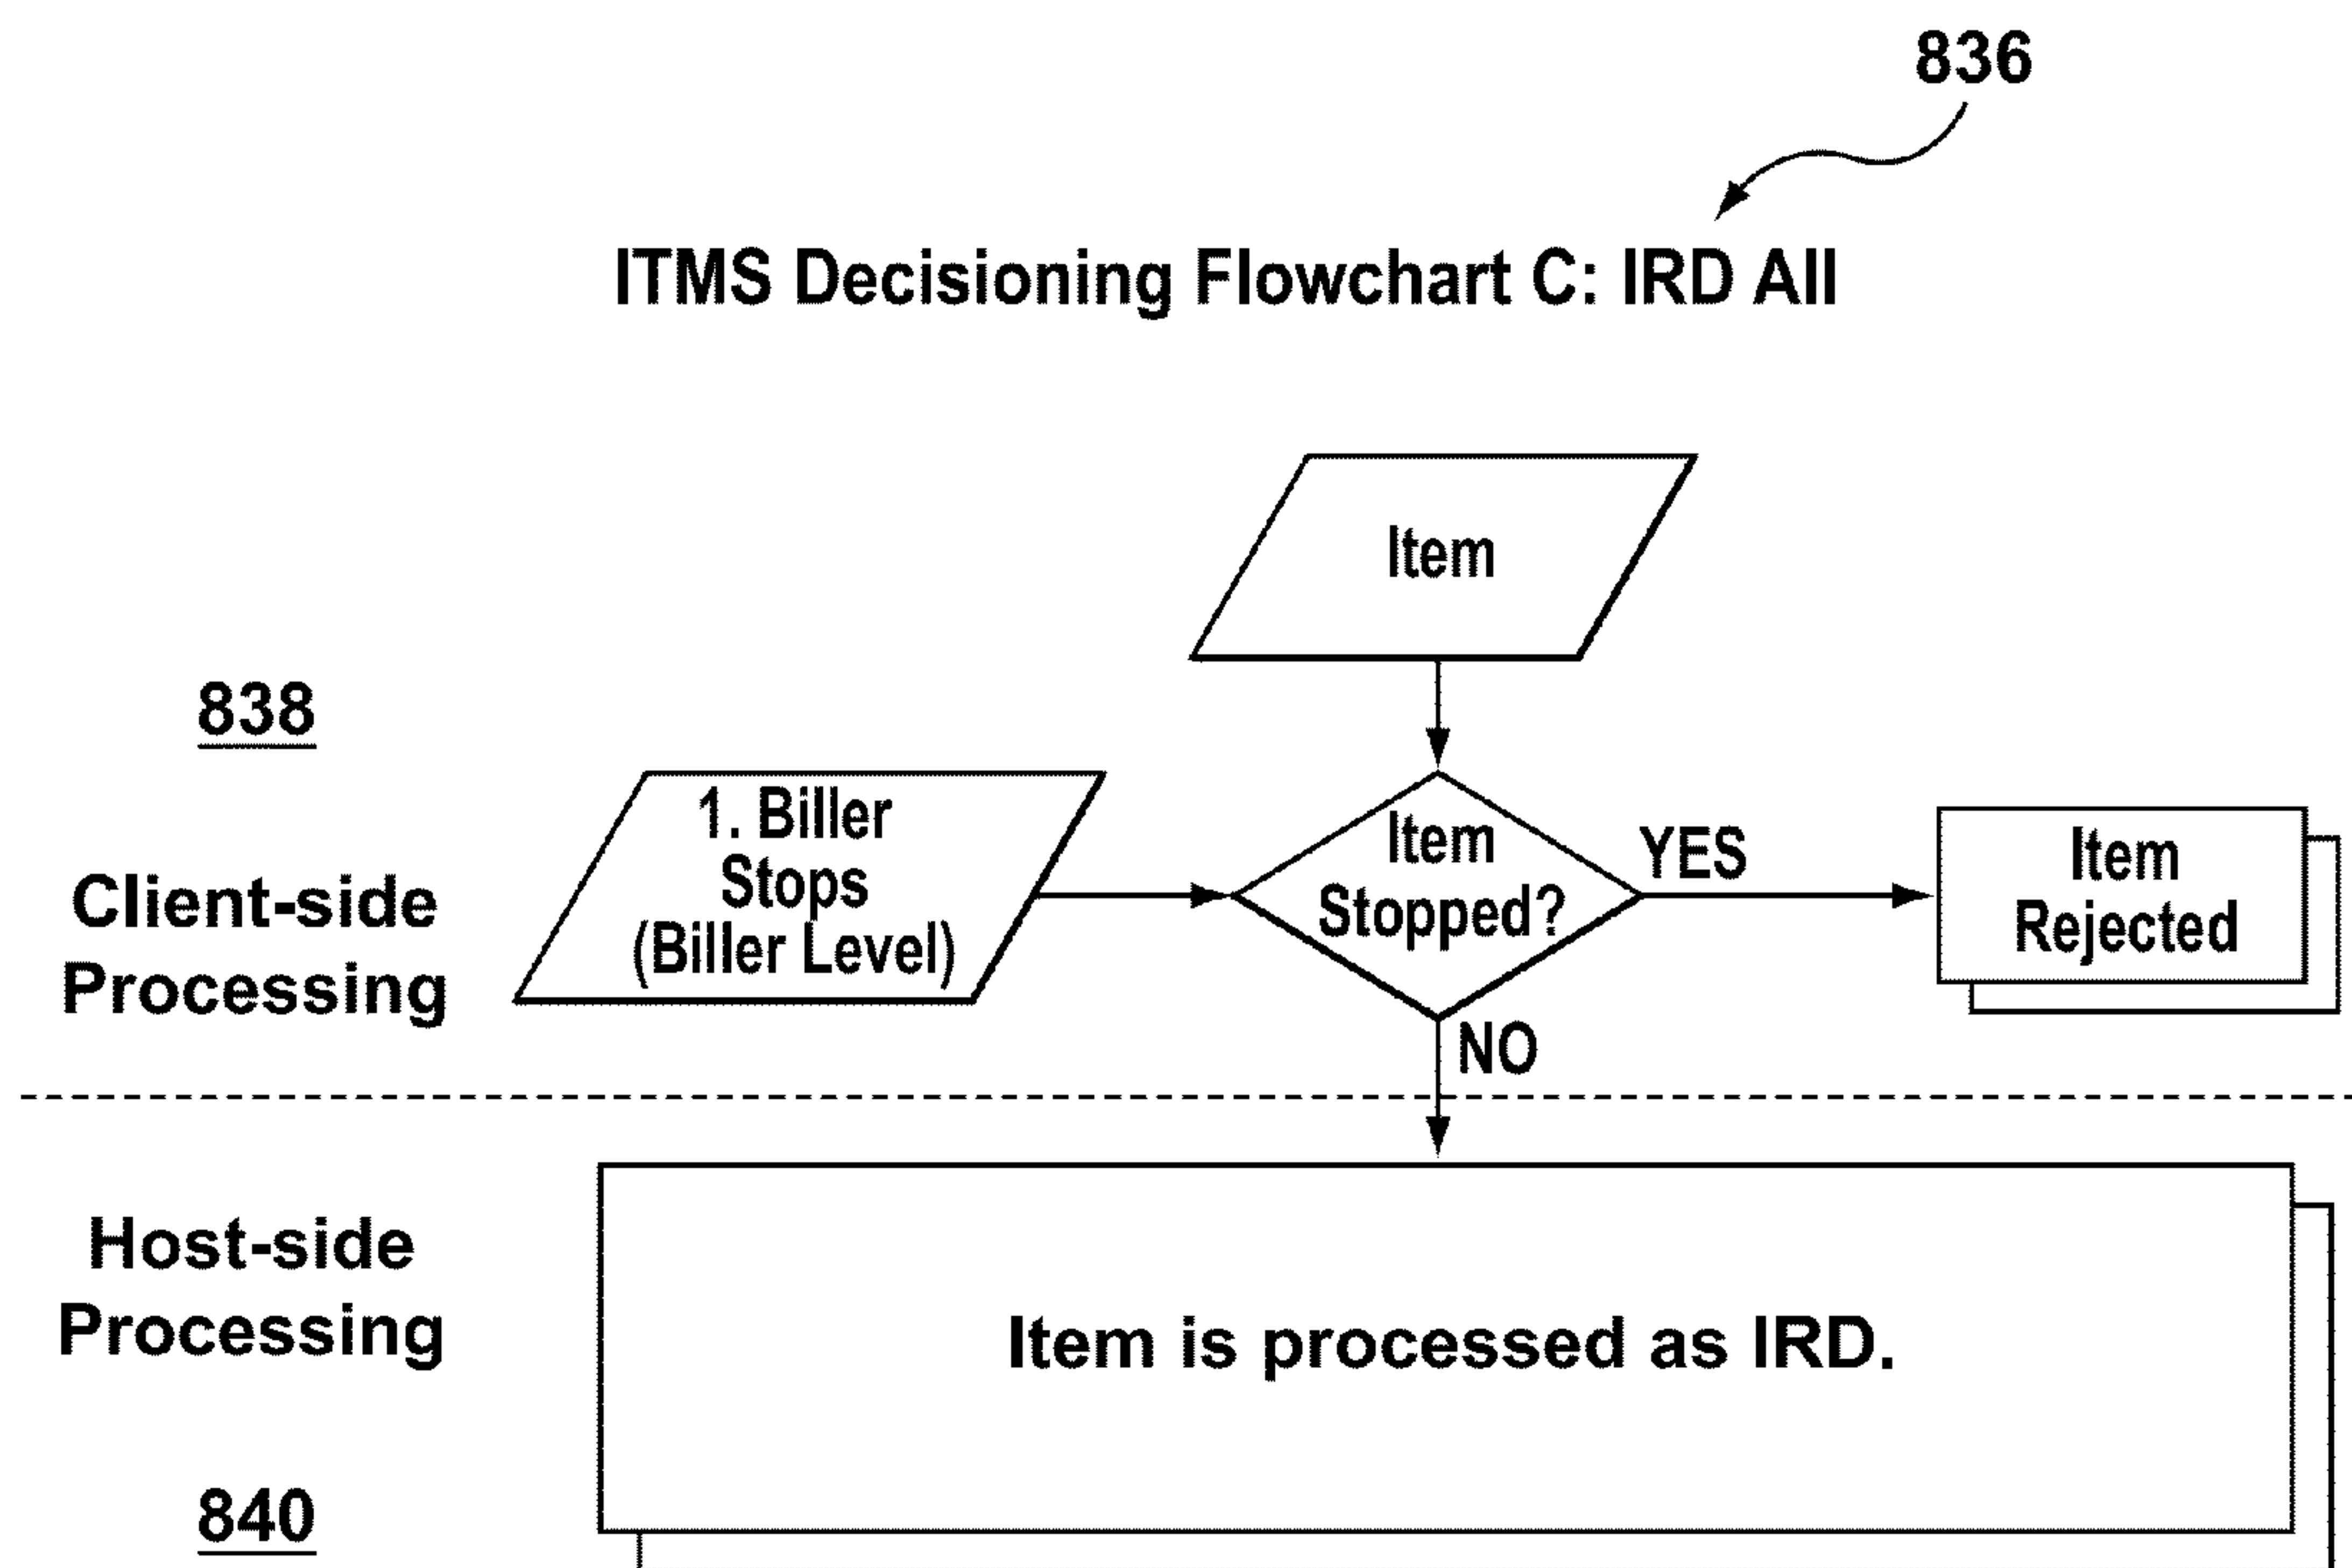 836
ITMS Decisioning Flowchart C: IRD All
Item
838
Client-side
Processing
1. Biller
Stops
(Biller Level)
Item
Stopped?
YES
Item
Rejected
NO
Host-side
Processing
Item is processed as IRD.
840